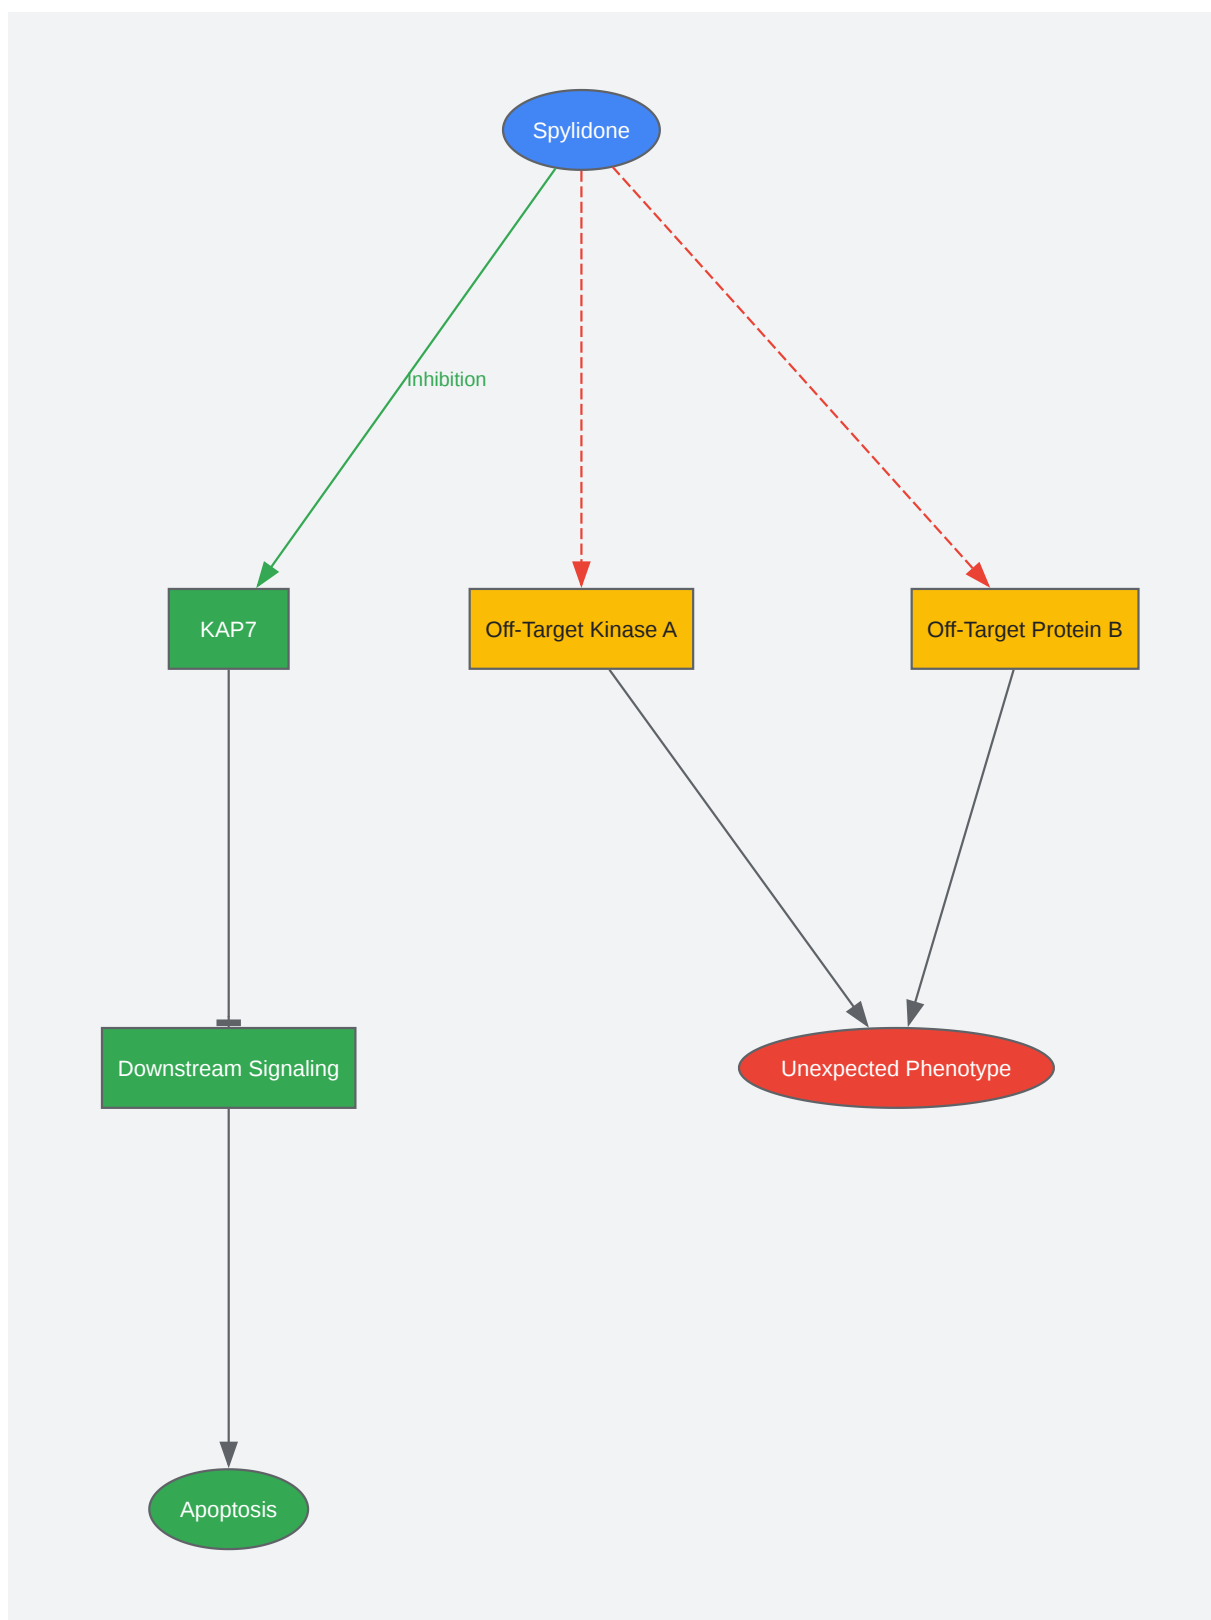 Spylidone
Inhibition
KAP7
Off-Target Kinase A
Off-Target Protein B
Downstream Signaling
Unexpected Phenotype
Apoptosis